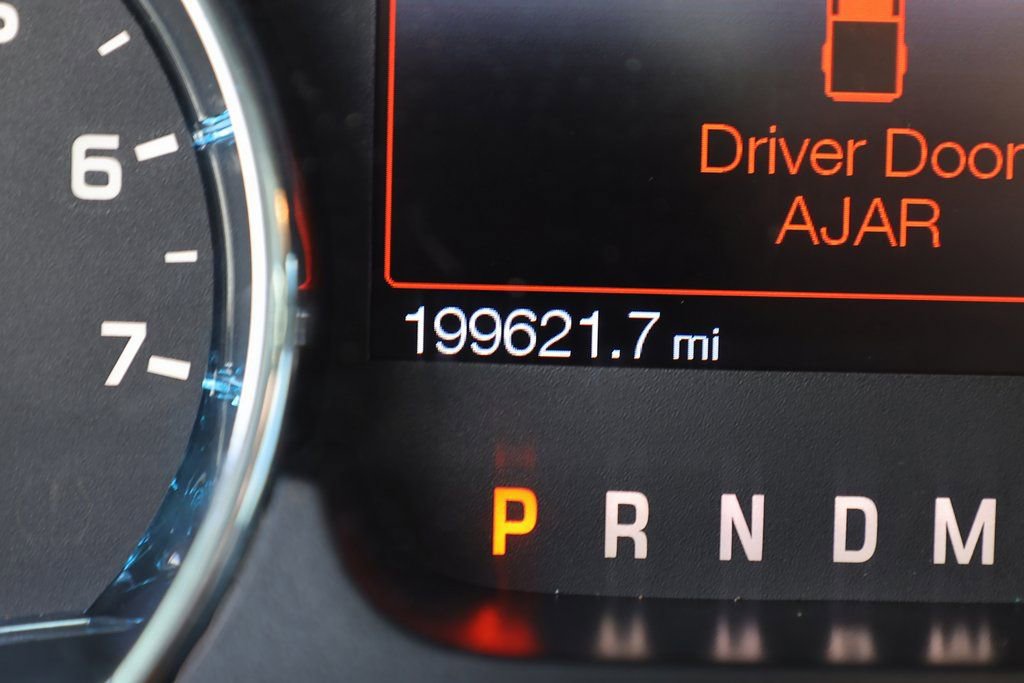 6
7
Driver Door
AJAR
199621.7 mi
P R N D M